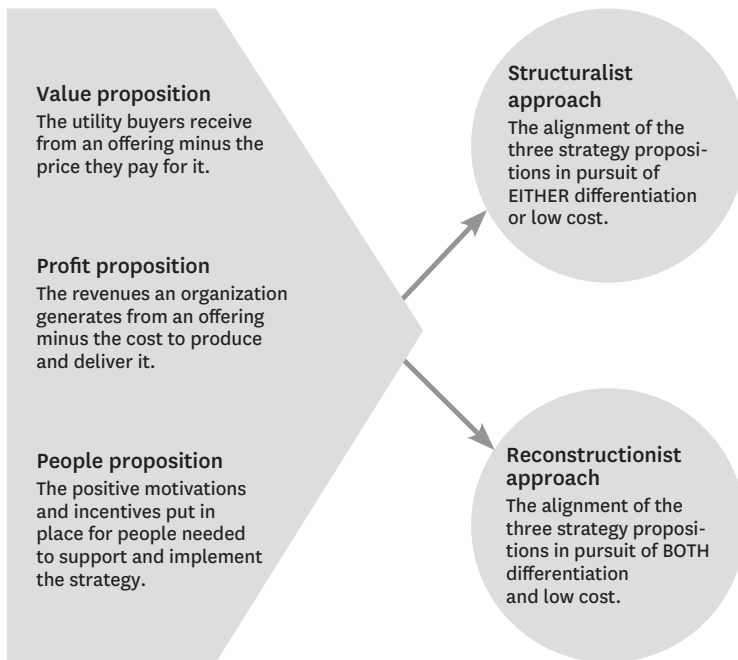 Value proposition
The utility buyers receive
from an offering minus the
price they pay for it.
Profit proposition
The revenues an organization
generates from an offering
minus the cost to produce
and deliver it.
People proposition
The positive motivations
and incentives put in
place for people needed
to support and implement
the strategy.
Structuralist
approach
The alignment of the
three strategy proposi-
tions in pursuit of
EITHER differentiation
or low cost.
Reconstructionist
approach
The alignment of the
three strategy proposi-
tions in pursuit of BOTH
differentiation
and low cost.